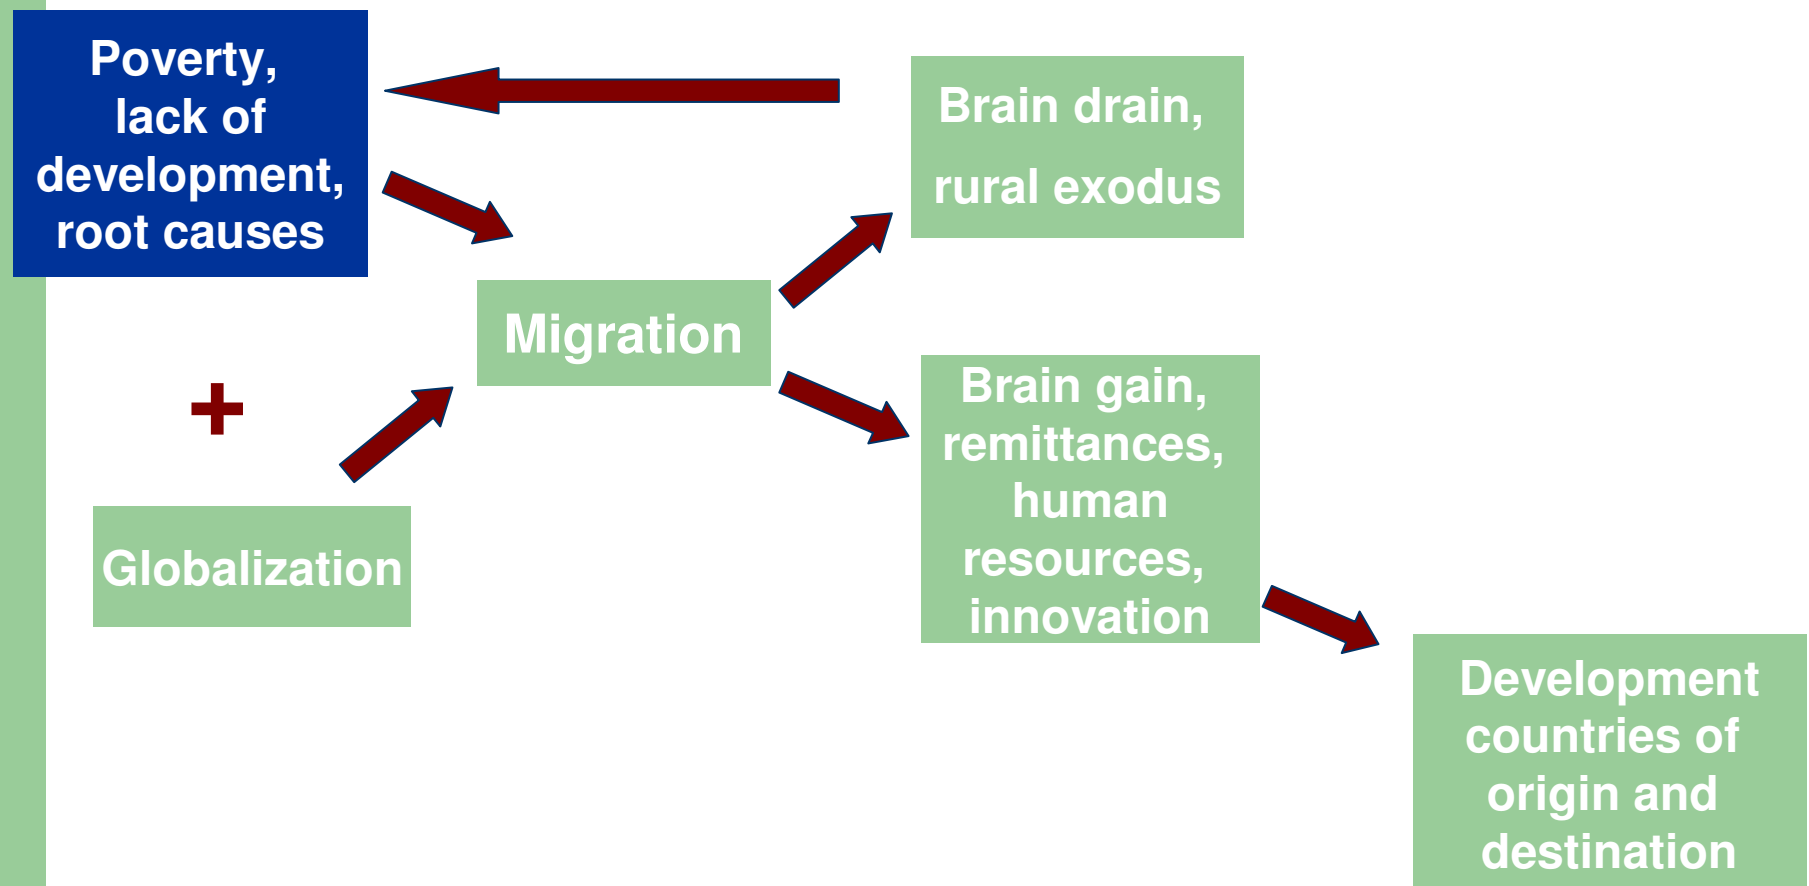 Poverty,
lack of
development,
root causes
Brain drain,
rural exodus
Migration
+
Brain gain,
remittances,
human
resources,
innovation
Globalization
Development
countries of
origin and
destination